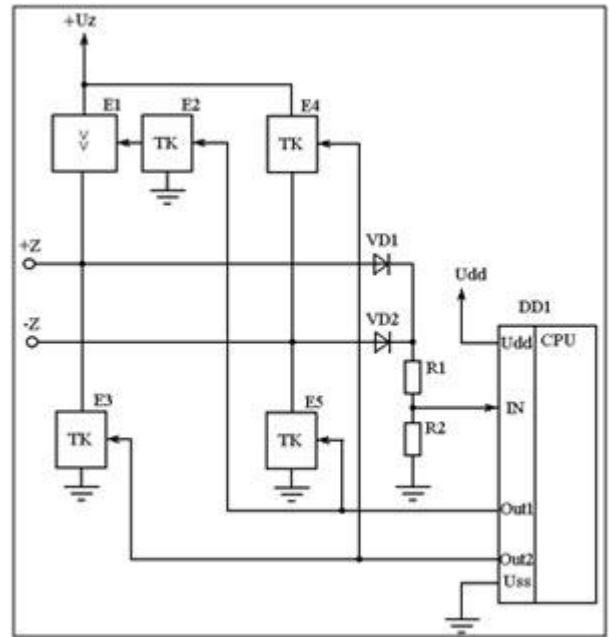 +Uz
E1
E2
E4
V
V
TK
TK
+Z
VD1
Udd
-Z
VD2
DD1
Udd
CPU
R1
E3
E5
IN
R2
TK
TK
Out1
Out2
Uss